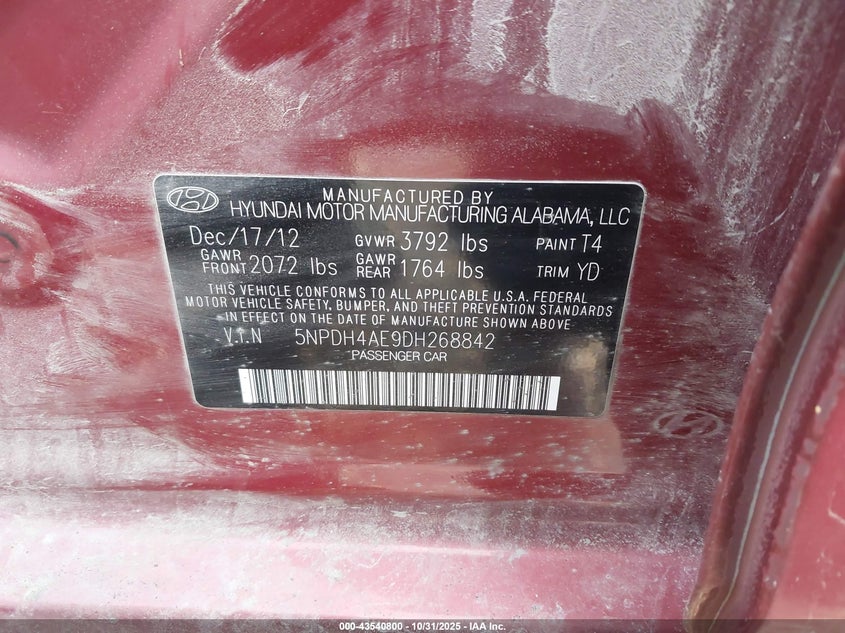 MANUFACTURED BY
HYUNDAI MOTOR MANUFACTURING ALABAMA, LLC
Dec/17/12 GVWR 3792 lbs PAINT T4
GAWR FRONT 2072 lbs GAWR REAR 1764 lbs TRIM YD
THIS VEHICLE CONFORMS TO ALL APPLICABLE U.S.A. FEDERAL
MOTOR VEHICLE SAFETY, BUMPER, AND THEFT PREVENTION STANDARDS
IN EFFECT ON THE DATE OF MANUFACTURE SHOWN ABOVE
V.I.N 5NPDH4AE9DH268842
PASSENGER CAR
000-43540800 - 10/31/2025 - IAA Inc.